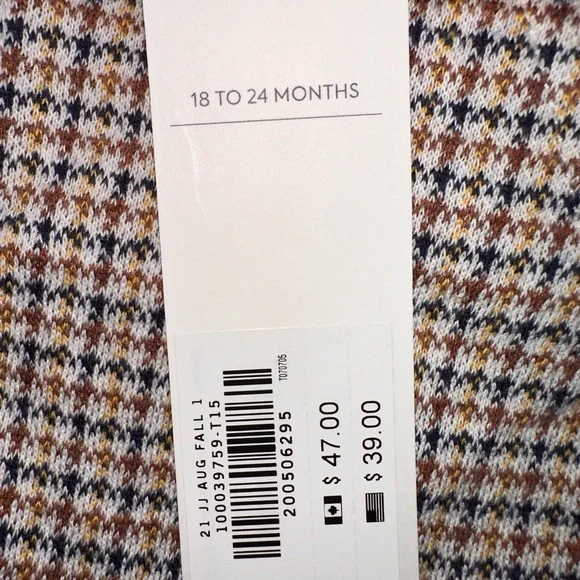 18 TO 24 MONTHS
21 JJ AUG FALL 1
100039759-T15
200506295
T070705
$ 47.00
$ 39.00